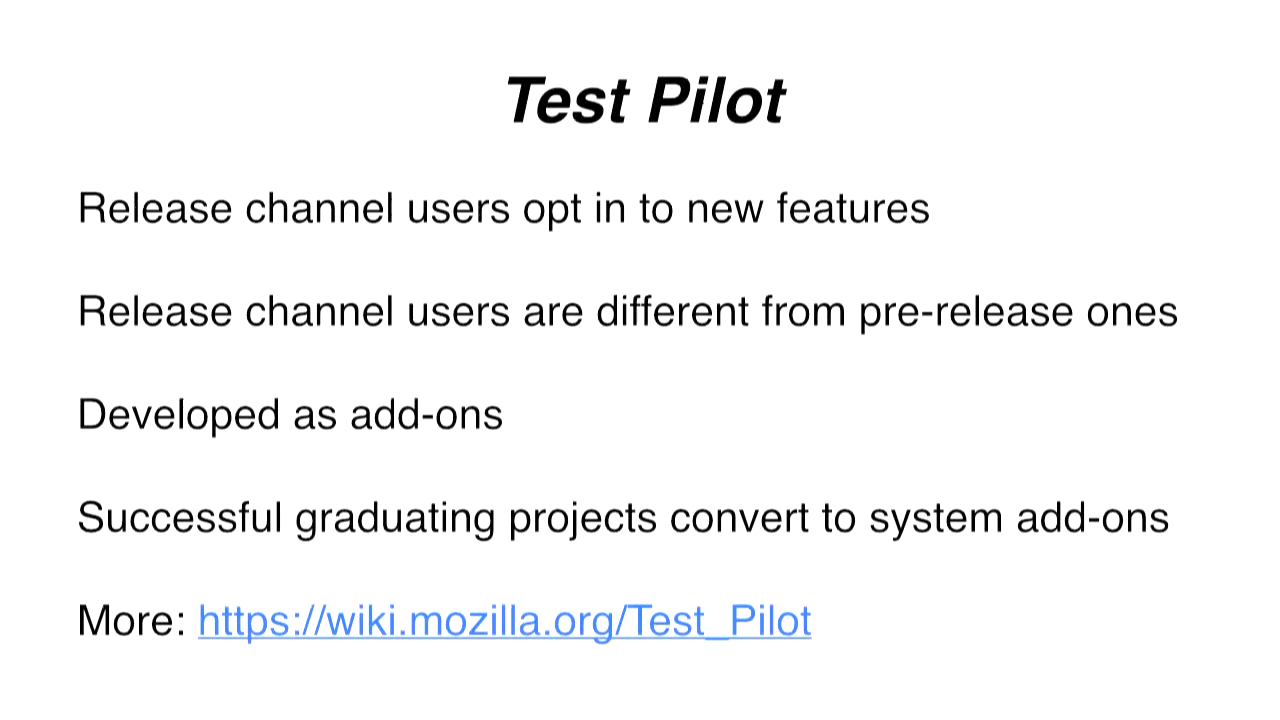 Test Pilot
Release channel users opt in to new features
Release channel users are different from pre-release ones
Developed as add-ons
Successful graduating projects convert to system add-ons
More: https://wiki.mozilla.org/Test_Pilot